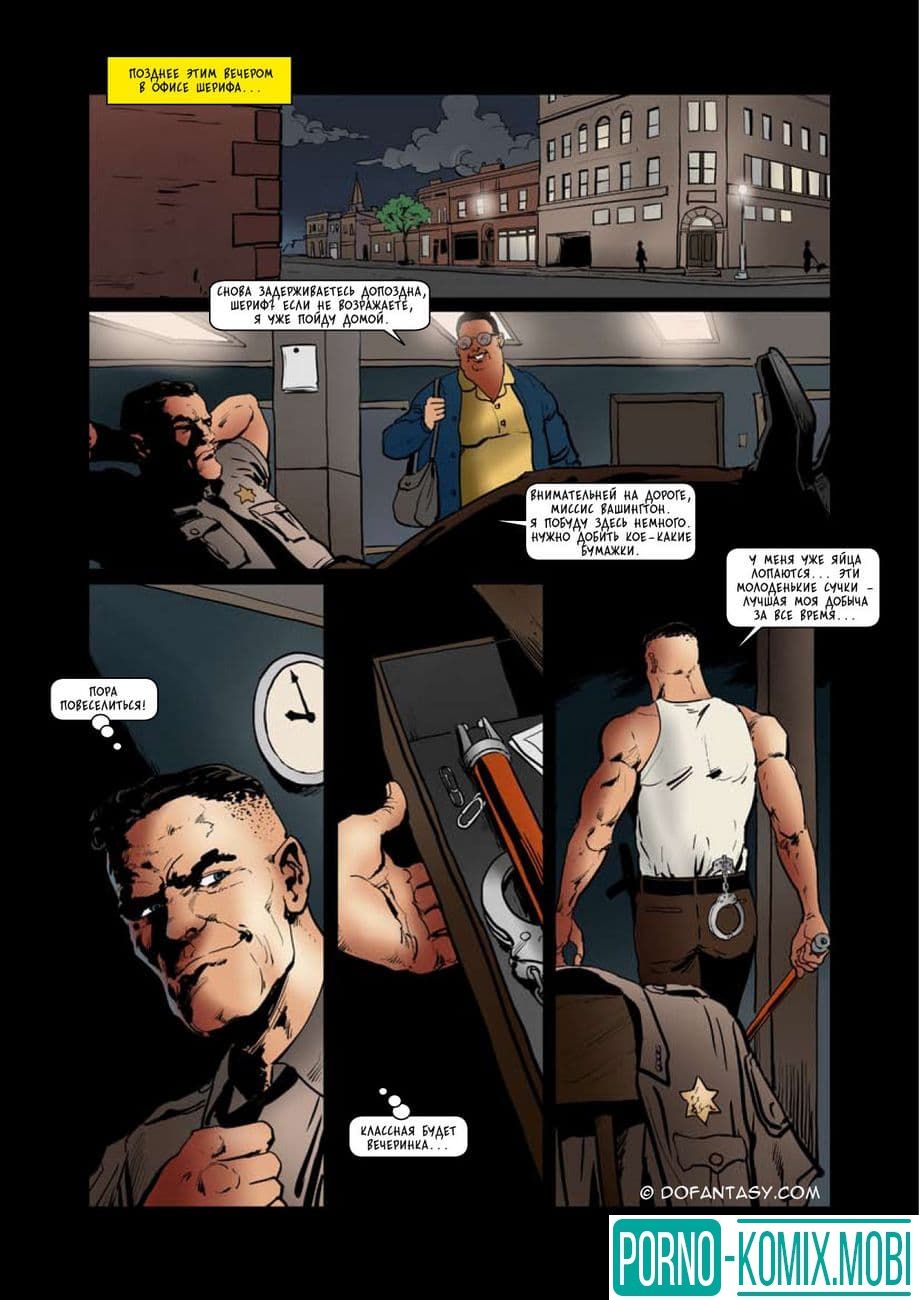 ПОЗДНЕЕ ЭТИМ ВЕЧЕРОМ
В ОФИСЕ ШЕРИФА...
СНОВА ЗАДЕРЖИВАЕТЕСЬ ДОПОЗДНА,
ШЕРИФ? ЕСЛИ НЕ ВОЗРАЖАЕТЕ,
Я УЖЕ ПОЙДУ ДОМОЙ.
ВНИМАТЕЛЬНЕЙ НА ДОРОГЕ,
МИССИС ВАШИНГТОН.
Я ПОБУДУ ЗДЕСЬ НЕМНОГО.
НУЖНО ДОБИТЬ КОЕ-КАКИЕ
БУМАЖКИ.
ПОРА
ПОВЕСЕЛИТЬСЯ!
КЛАССНАЯ БУДЕТ
ВЕЧЕРИНКА...
У МЕНЯ УЖЕ ЯЙЦА
ЛОПАЮТСЯ... ЭТИ
МОЛОДЕНЬКИЕ СУЧКИ -
ЛУЧШАЯ МОЯ ДОБЫЧА
ЗА ВСЕ ВРЕМЯ...
© DOFANTASY.COM
PORNO-KOMIX.MOBI